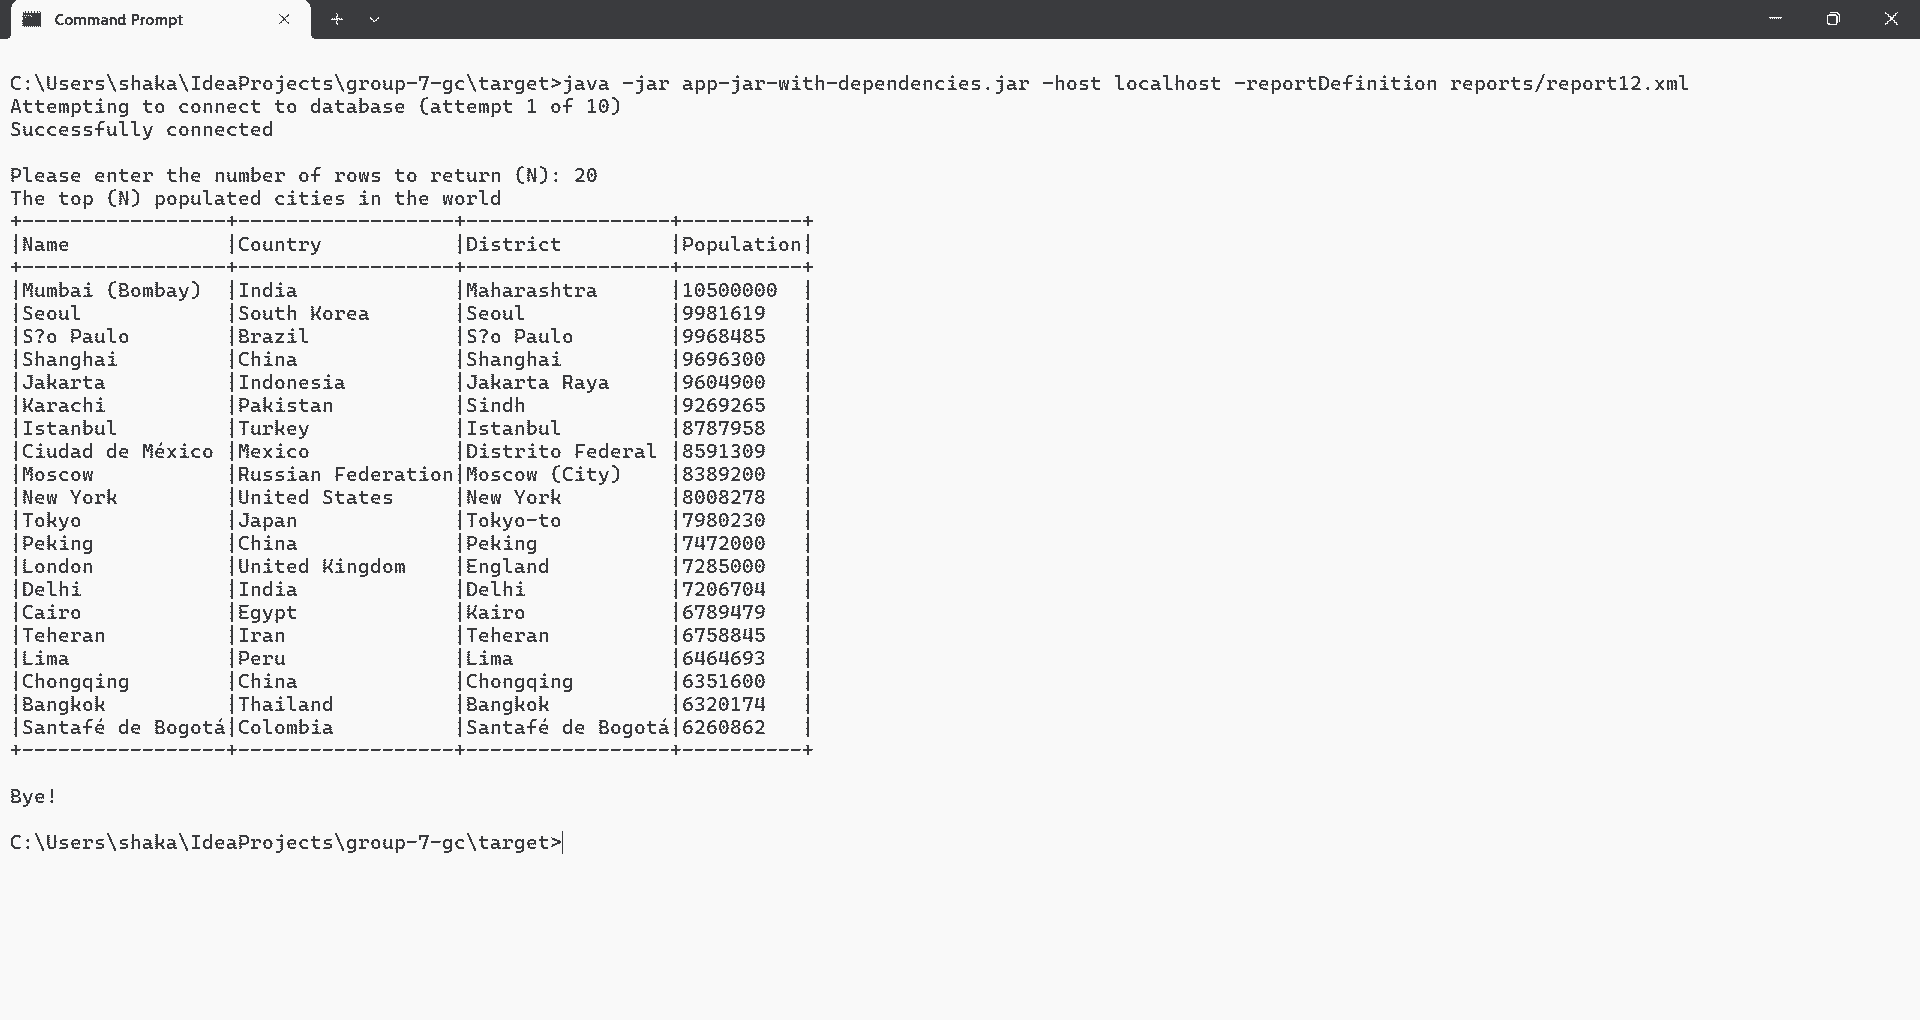 Command Prompt
C:\Users\shaka\IdeaProjects\group-7-gc\target>java -jar app-jar-with-dependencies.jar -host localhost -reportDefinition reports/report12.xml
Attempting to connect to database (attempt 1 of 10)
Successfully connected
Please enter the number of rows to return (N): 20
The top (N) populated cities in the world
+-----------------+------------------+-----------------+----------+
|Name             |Country           |District         |Population|
+-----------------+------------------+-----------------+----------+
|Mumbai (Bombay)  |India             |Maharashtra      |10500000  |
|Seoul            |South Korea       |Seoul            |9981619   |
|S?o Paulo        |Brazil            |S?o Paulo        |9968485   |
|Shanghai         |China             |Shanghai         |9696300   |
|Jakarta          |Indonesia         |Jakarta Raya     |9604900   |
|Karachi          |Pakistan          |Sindh            |9269265   |
|Istanbul         |Turkey            |Istanbul         |8787958   |
|Ciudad de México |Mexico            |Distrito Federal |8591309   |
|Moscow           |Russian Federation|Moscow (City)    |8389200   |
|New York         |United States     |New York         |8008278   |
|Tokyo            |Japan             |Tokyo-to         |7980230   |
|Peking           |China             |Peking           |7472000   |
|London           |United Kingdom    |England          |7285000   |
|Delhi            |India             |Delhi            |7206704   |
|Cairo            |Egypt             |Kairo            |6789479   |
|Teheran          |Iran              |Teheran          |6758845   |
|Lima             |Peru              |Lima             |6464693   |
|Chongqing        |China             |Chongqing        |6351600   |
|Bangkok          |Thailand          |Bangkok          |6320174   |
|Santafé de Bogotá|Colombia          |Santafé de Bogotá|6260862   |
+-----------------+------------------+-----------------+----------+
Bye!
C:\Users\shaka\IdeaProjects\group-7-gc\target>